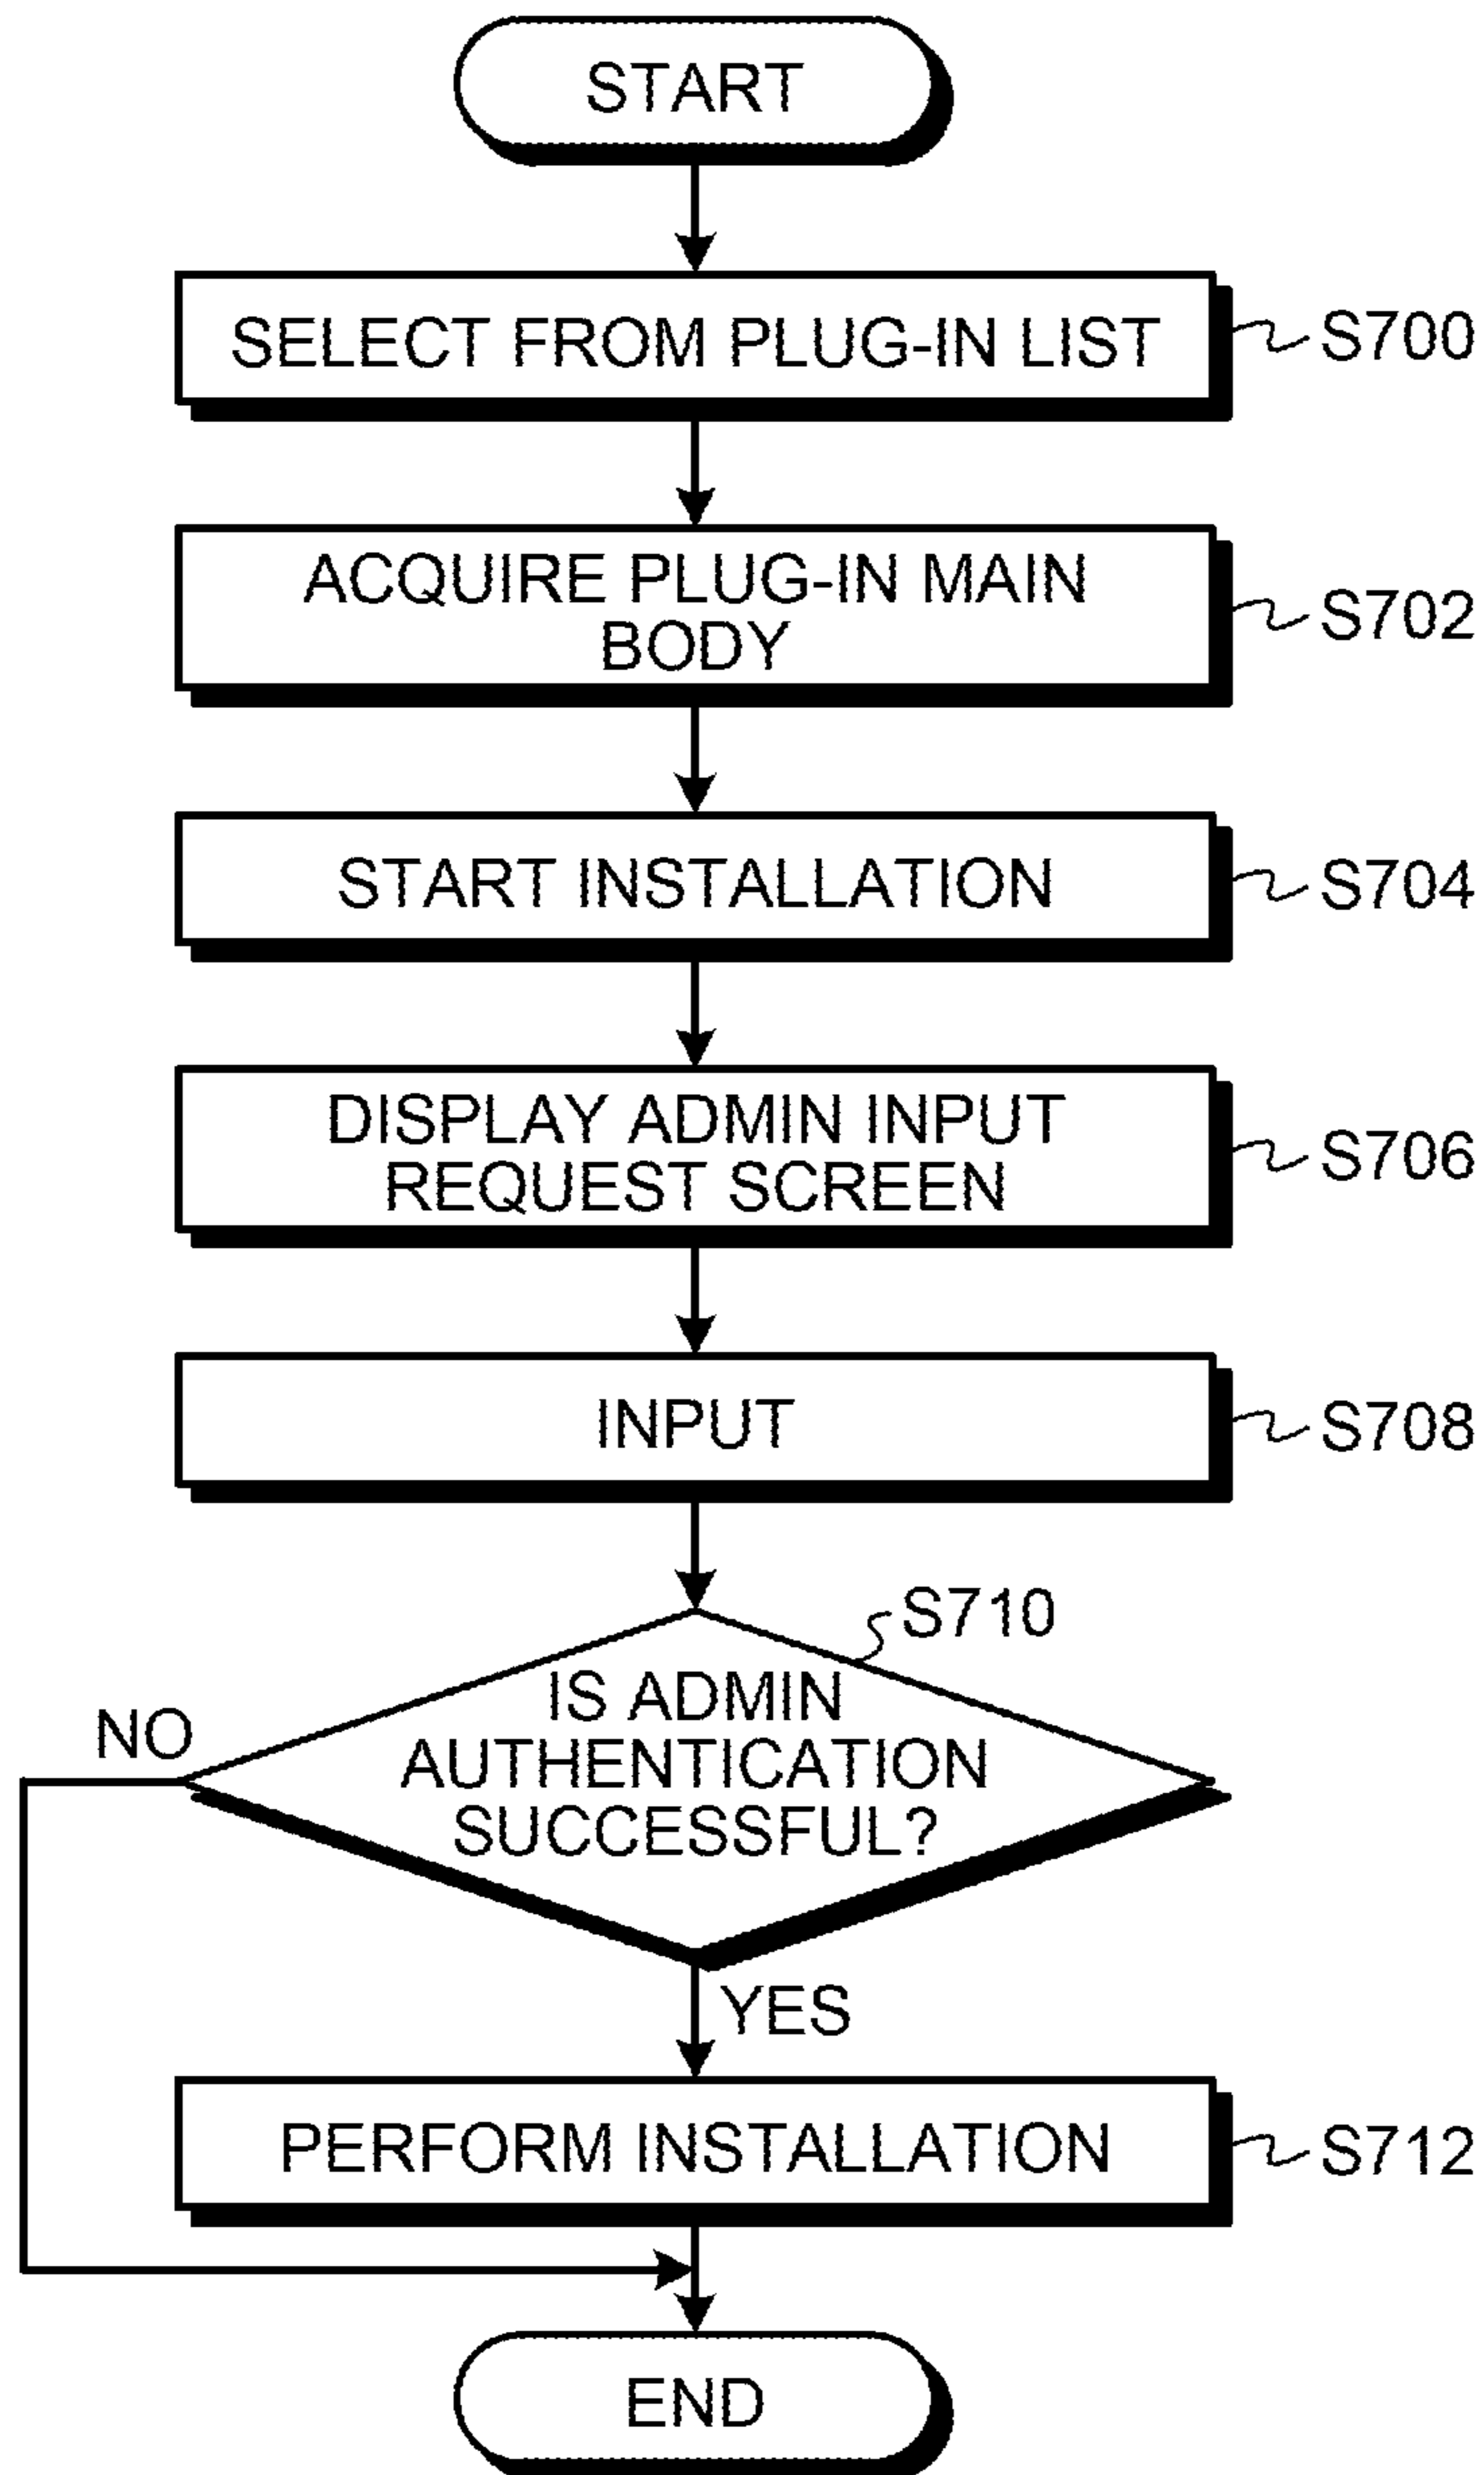 START
SELECT FROM PLUG-IN LIST
S700
ACQUIRE PLUG-IN MAIN
BODY
S702
START INSTALLATION
S704
DISPLAY ADMIN INPUT
REQUEST SCREEN
S706
INPUT
S708
S710
IS ADMIN
AUTHENTICATION
SUCCESSFUL?
NO
YES
PERFORM INSTALLATION
S712
END